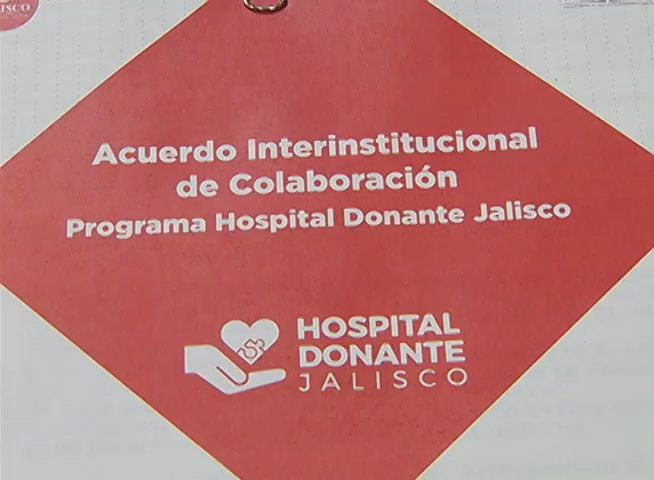 Acuerdo Interinstitucional
de Colaboración
Programa Hospital Donante Jalisco
HOSPITAL
DONANTE
JALISCO